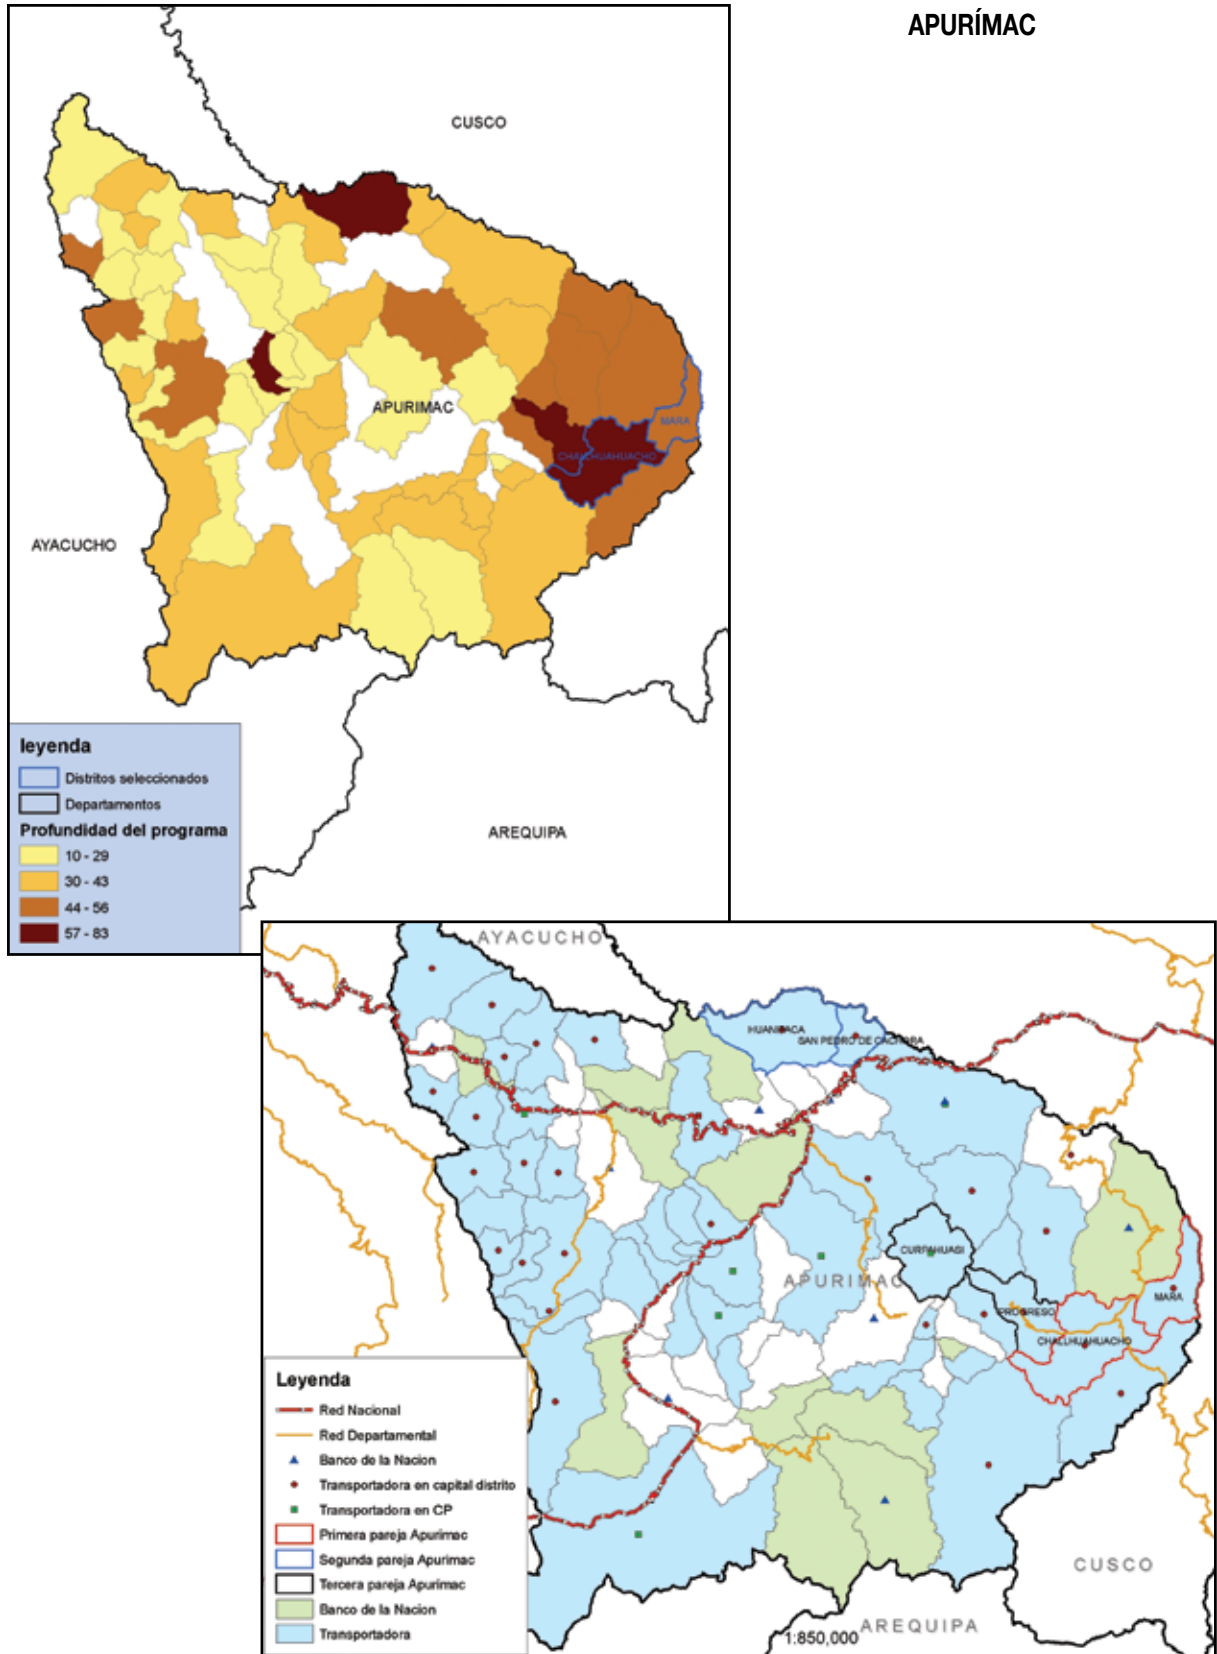 APURÍMAC
CUSCO
APURIMAC
MARA
CHALLHUAHUACHO
AYACUCHO
AREQUIPA
leyenda
Distritos seleccionados
Departamentos
Profundidad del programa
10 - 29
30 - 43
44 - 56
57 - 83
AYACUCHO
HUANIPACA
SAN PEDRO DE CACHORA
CURPAHUASI
APURIMAC
PROGRESO
MARA
CHALLHUAHUACHO
Leyenda
Red Nacional
Red Departamental
Banco de la Nacion
Transportadora en capital distrito
Transportadora en CP
Primera pareja Apurimac
Segunda pareja Apurimac
Tercera pareja Apurimac
Banco de la Nacion
Transportadora
CUSCO
AREQUIPA
1:850,000